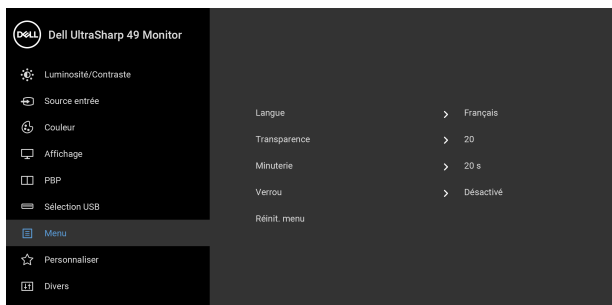 DELL Dell UltraSharp 49 Monitor
Luminosité/Contraste
Source entrée
Couleur
Affichage
PBP
Sélection USB
Menu
Personnaliser
Divers
Langue > Français
Transparence > 20
Minuterie > 20 s
Verrou > Désactivé
Réinit. menu